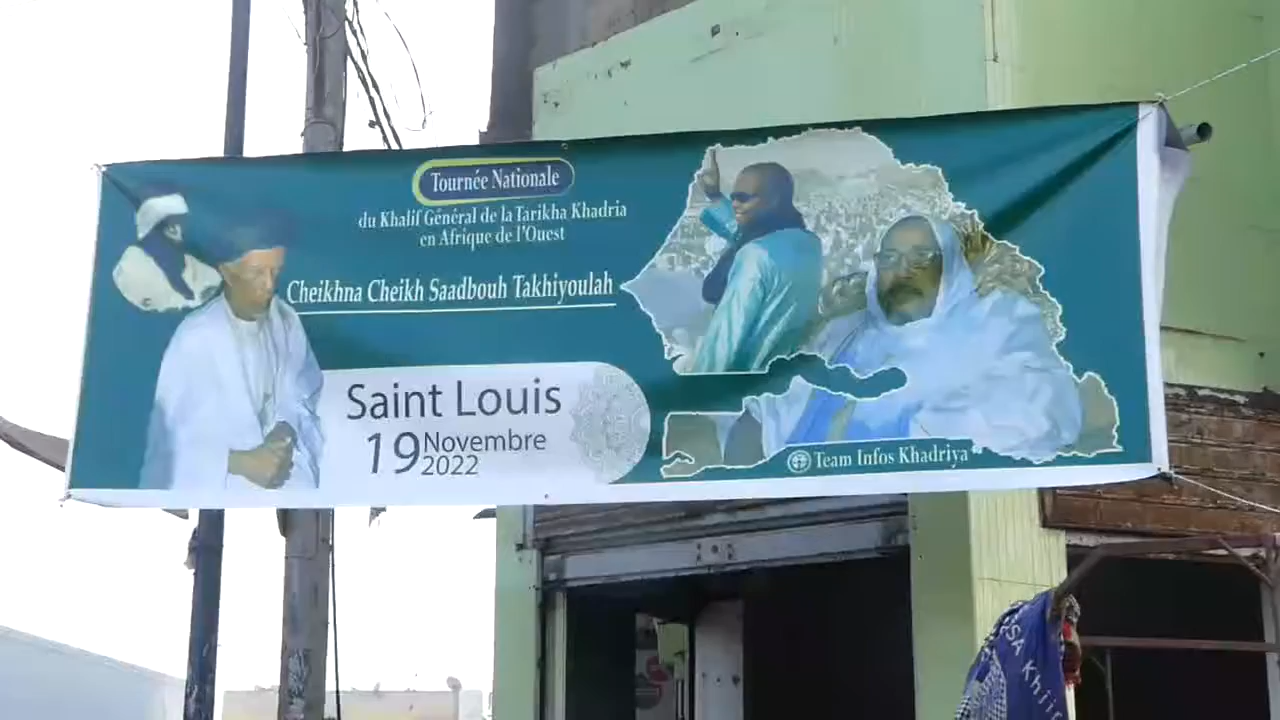 Tournée Nationale
du Khalif Général de la Tarikha Khadria
en Afrique de l'Ouest
Cheikhna Cheikh Saadbouh Takhiyoulah
Saint Louis
19 Novembre
2022
Team Infos Khadriya